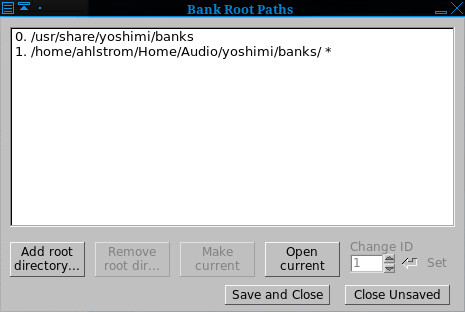 Bank Root Paths
0. /usr/share/yoshimi/banks
1. /home/ahlstrom/Home/Audio/yoshimi/banks/ *
Add root
directory...
Remove
root dir...
Make
current
Open
current
Change ID
1
Set
Save and Close
Close Unsaved